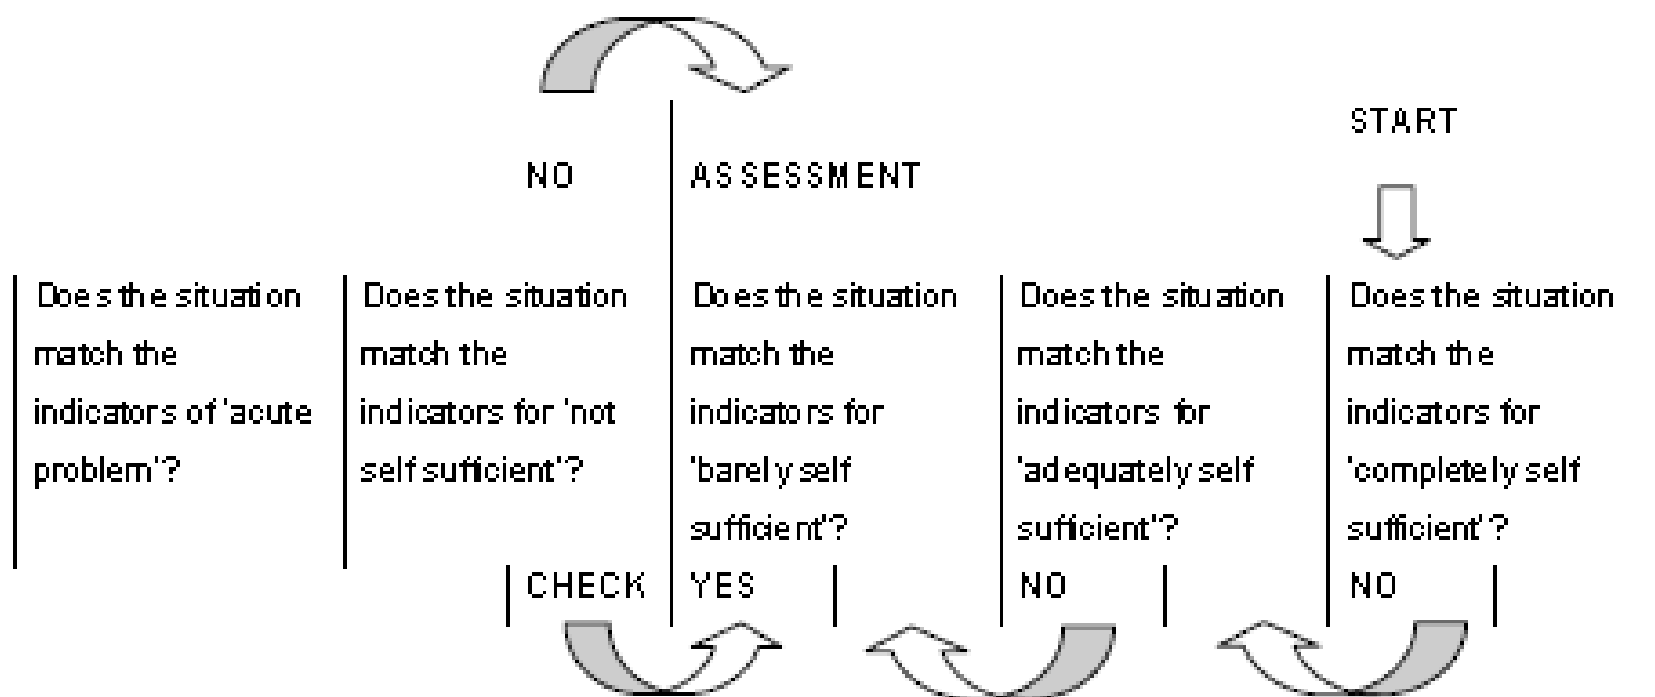 START
NO
ASSESSMENT
Does the situation
match the
indicators of 'acute
problem'?
Does the situation
match the
indicators for 'not
self sufficient'?
Does the situation
match the
indicators for
'barely self
sufficient'?
Does the situation
match the
indicators for
'adequately self
sufficient'?
Does the situation
match the
indicators for
'completely self
sufficient'?
CHECK
YES
NO
NO